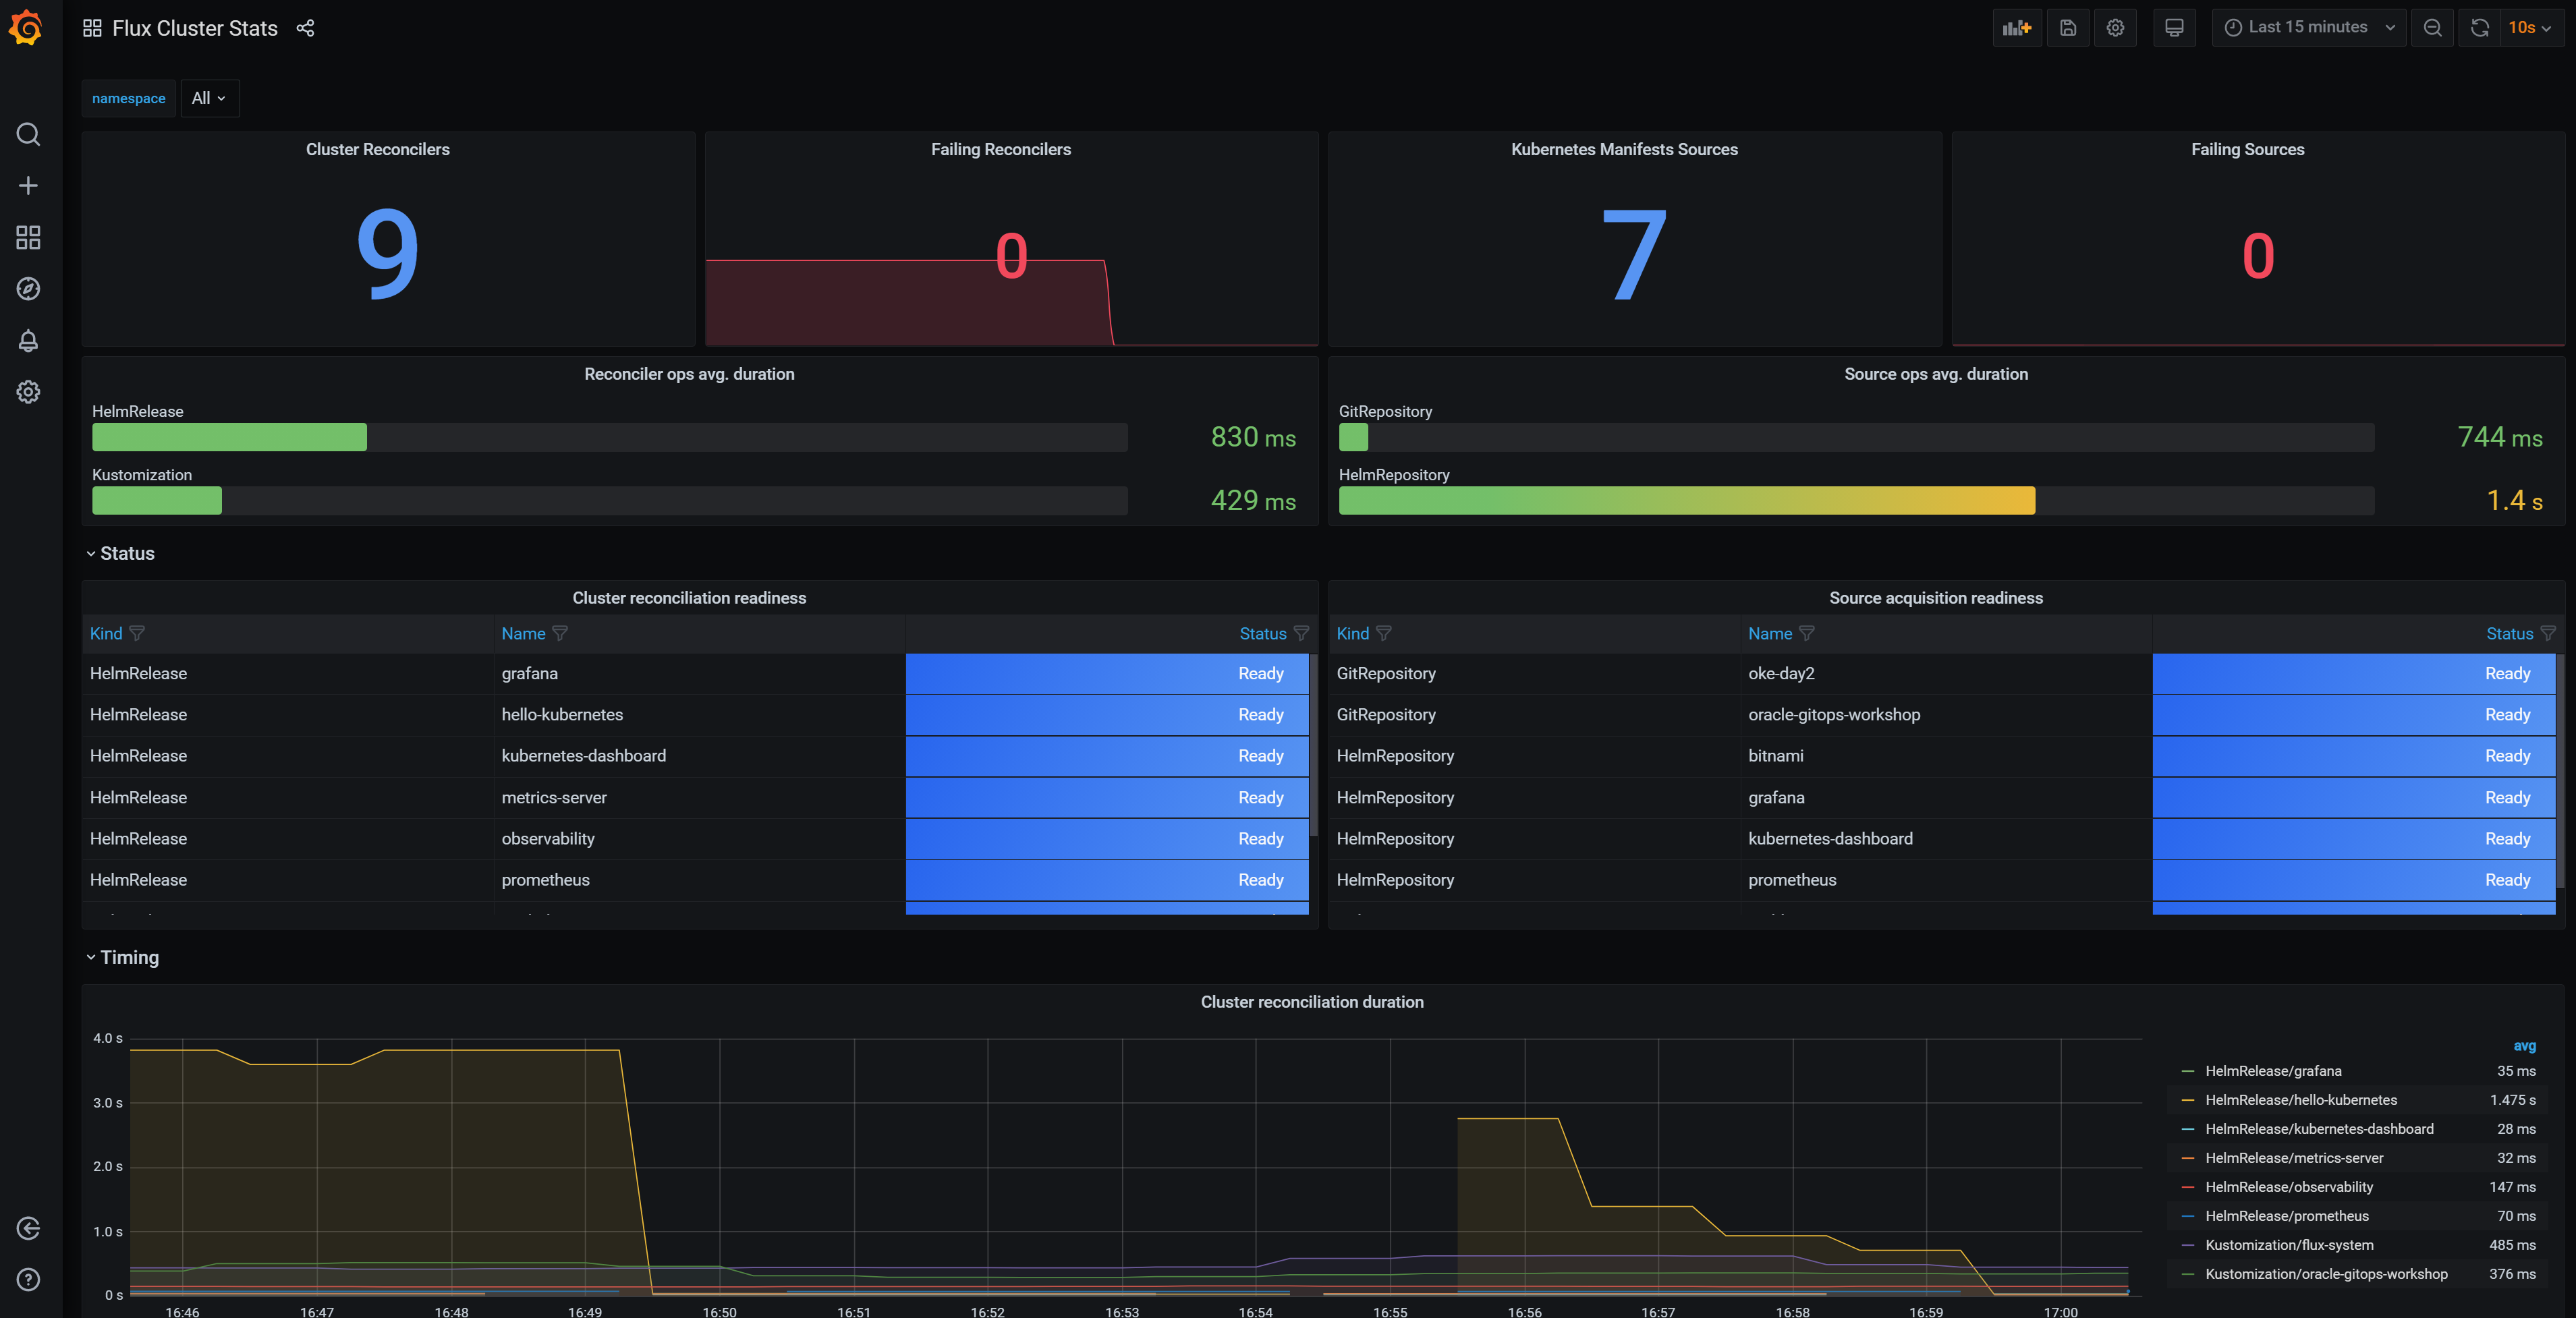 Flux Cluster Stats
Last 15 minutes
10s
namespace
All
Cluster Reconcilers
Failing Reconcilers
Kubernetes Manifests Sources
Failing Sources
9
0
7
0
Reconciler ops avg. duration
HelmRelease
830 ms
Kustomization
429 ms
Source ops avg. duration
GitRepository
744 ms
HelmRepository
1.4 s
Status
Cluster reconciliation readiness
Kind Name Status
HelmRelease grafana Ready
HelmRelease hello-kubernetes Ready
HelmRelease kubernetes-dashboard Ready
HelmRelease metrics-server Ready
HelmRelease observability Ready
HelmRelease prometheus Ready
Source acquisition readiness
Kind Name Status
GitRepository oke-day2 Ready
GitRepository oracle-gitops-workshop Ready
HelmRepository bitnami Ready
HelmRepository grafana Ready
HelmRepository kubernetes-dashboard Ready
HelmRepository prometheus Ready
Timing
Cluster reconciliation duration
4.0 s
3.0 s
2.0 s
1.0 s
0 s
16:46 16:47 16:48 16:49 16:50 16:51 16:52 16:53 16:54 16:55 16:56 16:57 16:58 16:59 17:00
avg
HelmRelease/grafana 35 ms
HelmRelease/hello-kubernetes 1.475 s
HelmRelease/kubernetes-dashboard 28 ms
HelmRelease/metrics-server 32 ms
HelmRelease/observability 147 ms
HelmRelease/prometheus 70 ms
Kustomization/flux-system 485 ms
Kustomization/oracle-gitops-workshop 376 ms